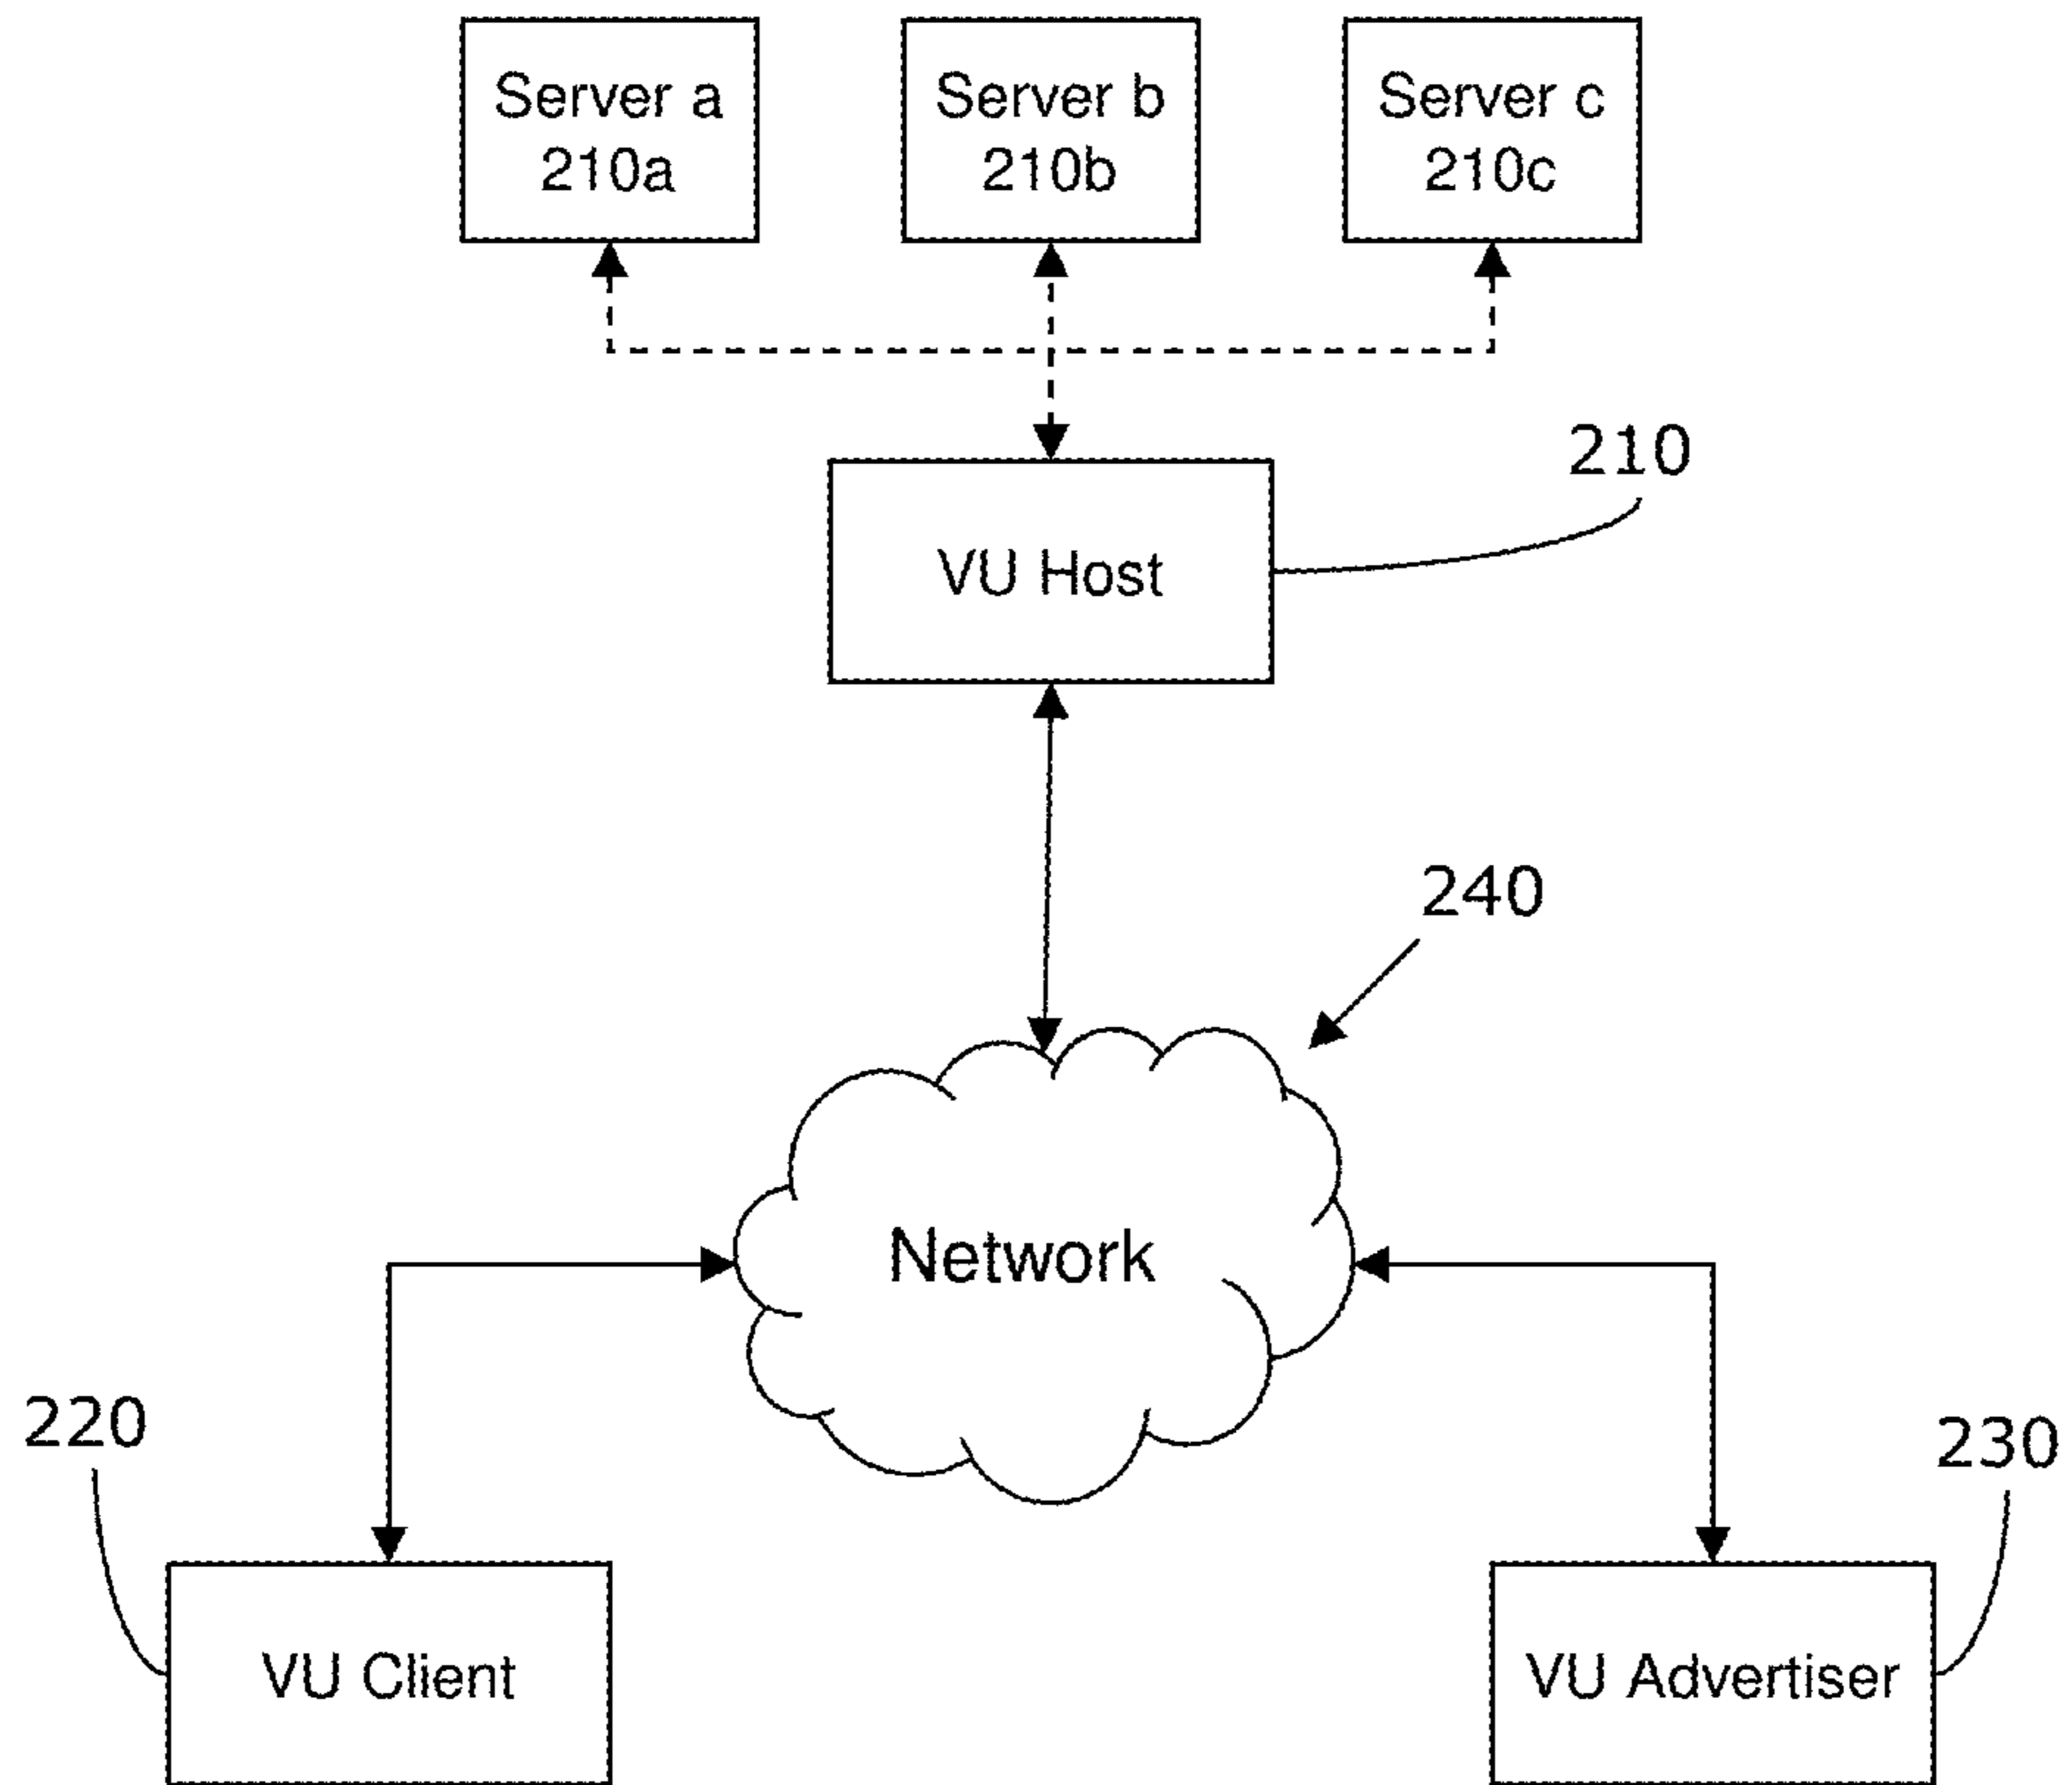 Server a
210a
Server b
210b
Server c
210c
210
VU Host
240
Network
220
230
VU Client
VU Advertiser